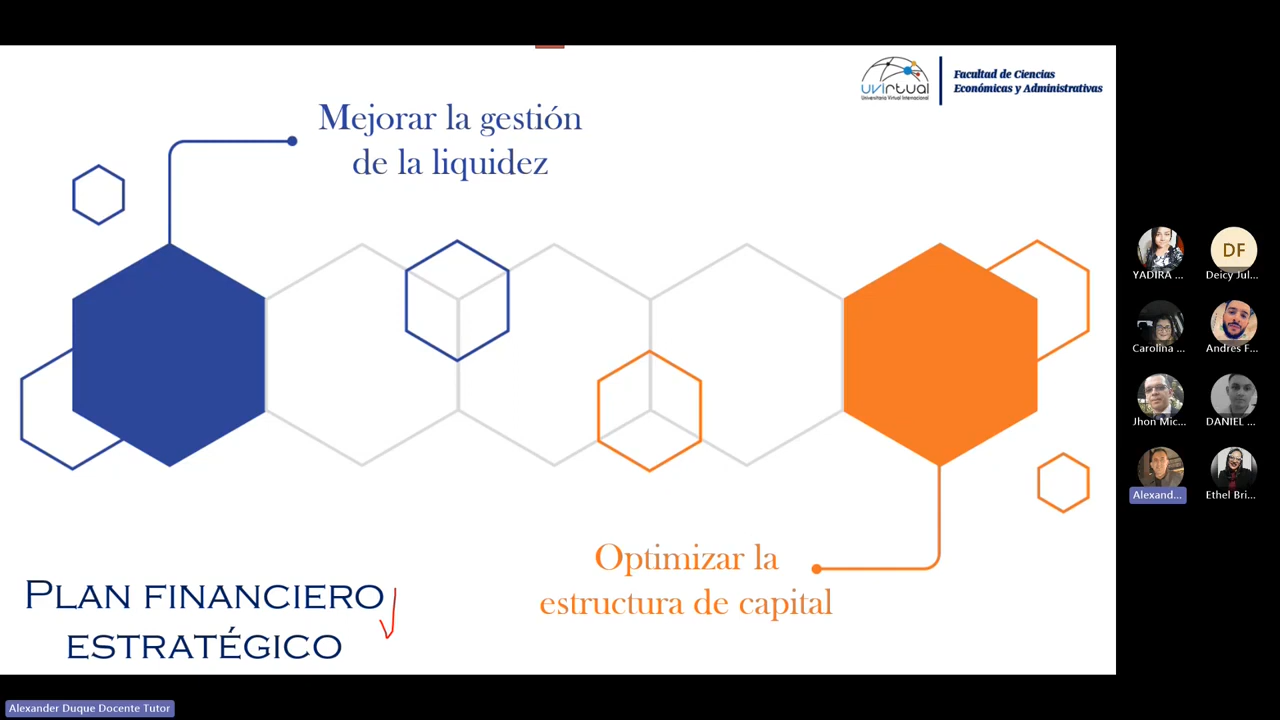 uvirtual
Universitaria Virtual Internacional
Facultad de Ciencias
Económicas y Administrativas
Mejorar la gestión
de la liquidez
Optimizar la
estructura de capital
PLAN FINANCIERO
ESTRATÉGICO
YADIRA ...
DF
Deicy Jul...
Carolina ...
Andres F...
Jhon Mic...
DANIEL ...
Alexand...
Ethel Bri...
Alexander Duque Docente Tutor